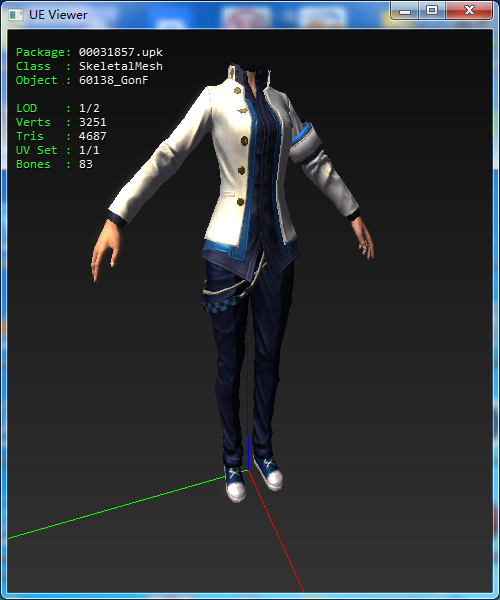 UE Viewer
Package: 00031857.upk
Class : SkeletalMesh
Object : 60138_GonF
LOD : 1/2
Verts : 3251
Tris : 4687
UV Set : 1/1
Bones : 83